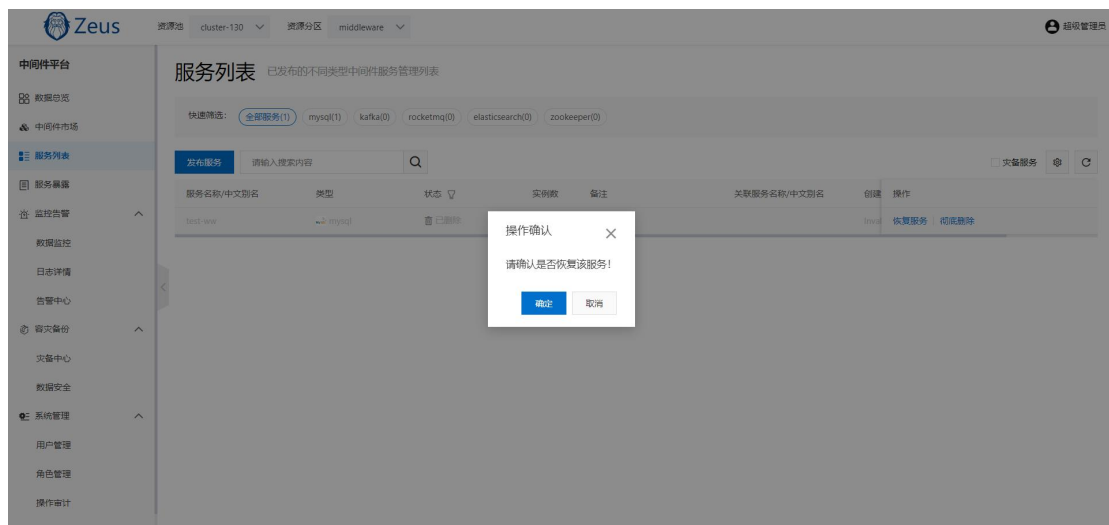 Zeus 资源池 cluster-130 资源分区 middleware 超级管理员
中间件平台
数据总览
中间件市场
服务列表
服务暴露
监控告警
数据监控
日志详情
告警中心
容灾备份
灾备中心
数据安全
系统管理
用户管理
角色管理
操作审计
服务列表 已发布的不同类型中间件服务管理列表
快速筛选: 全部服务(1) mysql(1) kafka(0) rocketmq(0) elasticsearch(0) zookeeper(0)
发布服务 请输入搜索内容 灾备服务
服务名称/中文别名 类型 状态 实例数 备注 关联服务名称/中文别名 创建 操作
test-ww mysql 已删除 恢复服务 彻底删除
操作确认
请确认是否恢复该服务!
确定 取消